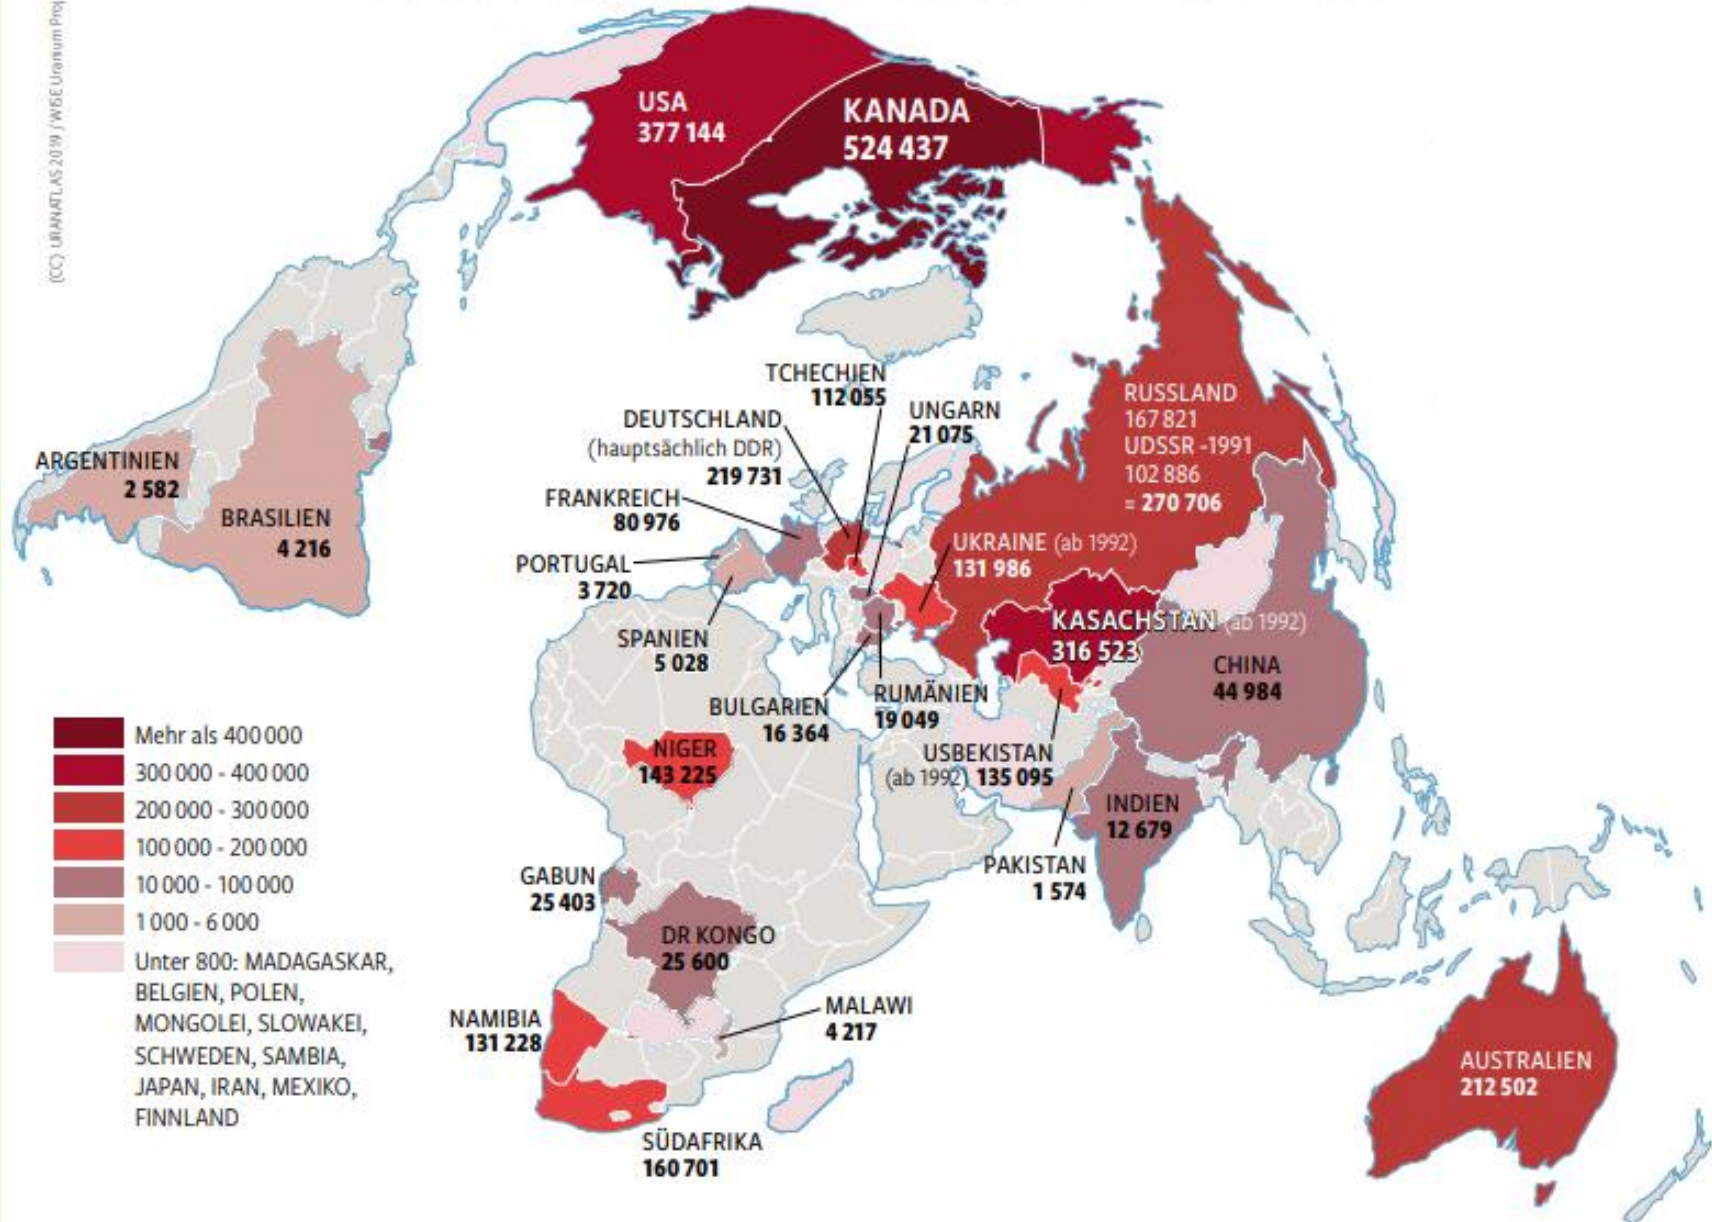 (CC) URANATLAS 2019 / WISE Uranium Proj
USA
377 144
KANADA
524 437
TCHECHIEN
112 055
DEUTSCHLAND
(hauptsächlich DDR)
219 731
UNGARN
21 075
RUSSLAND
167 821
UDSSR -1991
102 886
= 270 706
ARGENTINIEN
2 582
BRASILIEN
4 216
FRANKREICH
80 976
PORTUGAL
3 720
SPANIEN
5 028
UKRAINE (ab 1992)
131 986
KASACHSTAN (ab 1992)
316 523
CHINA
44 984
BULGARIEN
16 364
RUMÄNIEN
19 049
NIGER
143 225
USBEKISTAN
(ab 1992) 135 095
INDIEN
12 679
PAKISTAN
1 574
GABUN
25 403
DR KONGO
25 600
NAMIBIA
131 228
MALAWI
4 217
SÜDAFRIKA
160 701
AUSTRALIEN
212 502
Mehr als 400 000
300 000 - 400 000
200 000 - 300 000
100 000 - 200 000
10 000 - 100 000
1 000 - 6 000
Unter 800: MADAGASKAR,
BELGIEN, POLEN,
MONGOLEI, SLOWAKEI,
SCHWEDEN, SAMBIA,
JAPAN, IRAN, MEXIKO,
FINNLAND